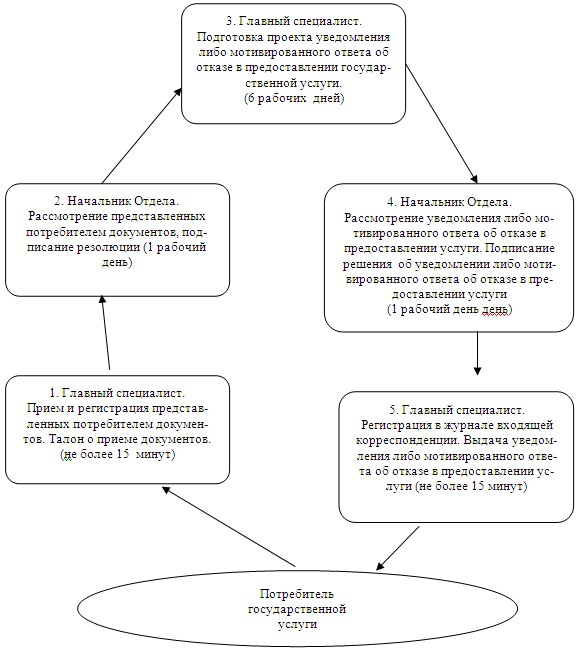 3. Главный специалист.
Подготовка проекта уведомления
либо мотивированного ответа об
отказе в предоставлении государ-
ственной услуги.
(6 рабочих дней)
2. Начальник Отдела.
Рассмотрение представленных
потребителем документов, под-
писание резолюции (1 рабочий
день)
4. Начальник Отдела.
Рассмотрение уведомления либо мо-
тивированного ответа об отказе в
предоставлении услуги. Подписание
решения об уведомлении либо моти-
вированного ответа об отказе в пре-
доставлении услуги
(1 рабочий день день)
1. Главный специалист.
Прием и регистрация представ-
ленных потребителем докумен-
тов. Талон о приеме документов.
(не более 15 минут)
5. Главный специалист.
Регистрация в журнале входящей
корреспонденции. Выдача уведом-
ления либо мотивированного отве-
та об отказе в предоставлении ус-
луги (не более 15 минут)
Потребитель
государственной
услуги